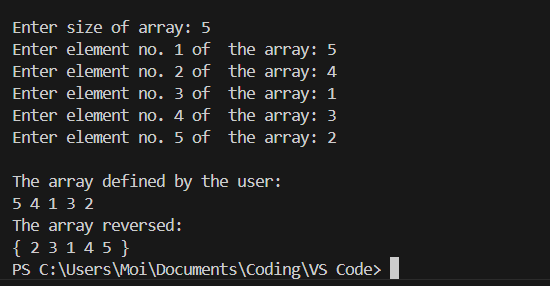 Enter size of array: 5
Enter element no. 1 of  the array: 5
Enter element no. 2 of  the array: 4
Enter element no. 3 of  the array: 1
Enter element no. 4 of  the array: 3
Enter element no. 5 of  the array: 2
The array defined by the user:
5 4 1 3 2
The array reversed:
{ 2 3 1 4 5 }
PS C:\Users\Moi\Documents\Coding\VS Code>